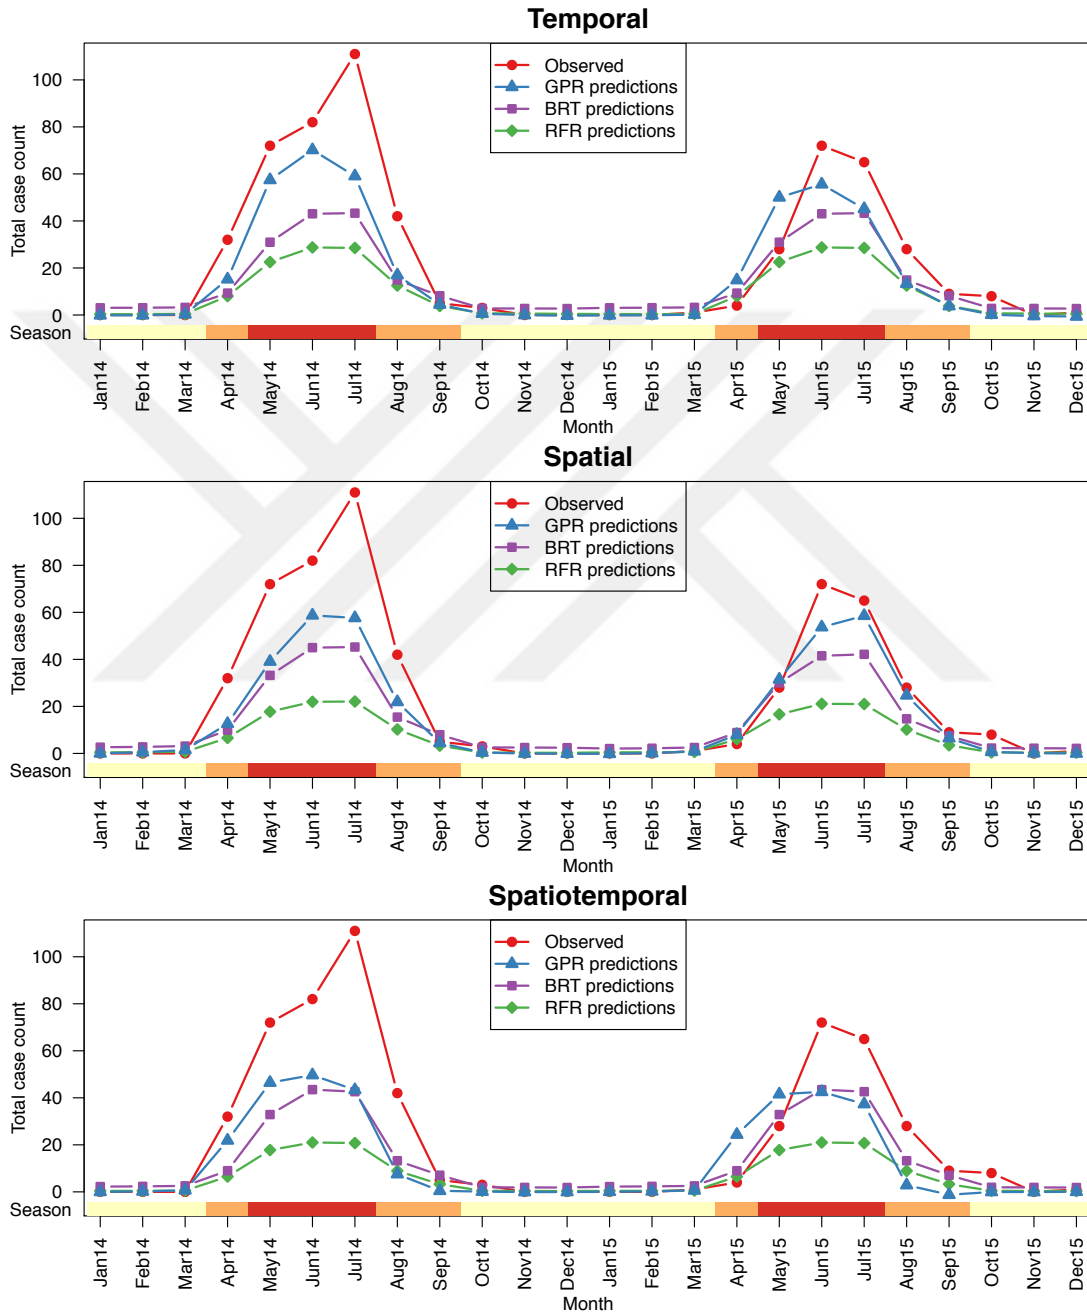 Temporal
Total case count
100
80
60
40
20
0
Observed
GPR predictions
BRT predictions
RFR predictions
Season
Jan14 Feb14 Mar14 Apr14 May14 Jun14 Jul14 Aug14 Sep14 Oct14 Nov14 Dec14 Jan15 Feb15 Mar15 Apr15 May15 Jun15 Jul15 Aug15 Sep15 Oct15 Nov15 Dec15
Month
Spatial
Total case count
100
80
60
40
20
0
Observed
GPR predictions
BRT predictions
RFR predictions
Season
Jan14 Feb14 Mar14 Apr14 May14 Jun14 Jul14 Aug14 Sep14 Oct14 Nov14 Dec14 Jan15 Feb15 Mar15 Apr15 May15 Jun15 Jul15 Aug15 Sep15 Oct15 Nov15 Dec15
Month
Spatiotemporal
Total case count
100
80
60
40
20
0
Observed
GPR predictions
BRT predictions
RFR predictions
Season
Jan14 Feb14 Mar14 Apr14 May14 Jun14 Jul14 Aug14 Sep14 Oct14 Nov14 Dec14 Jan15 Feb15 Mar15 Apr15 May15 Jun15 Jul15 Aug15 Sep15 Oct15 Nov15 Dec15
Month